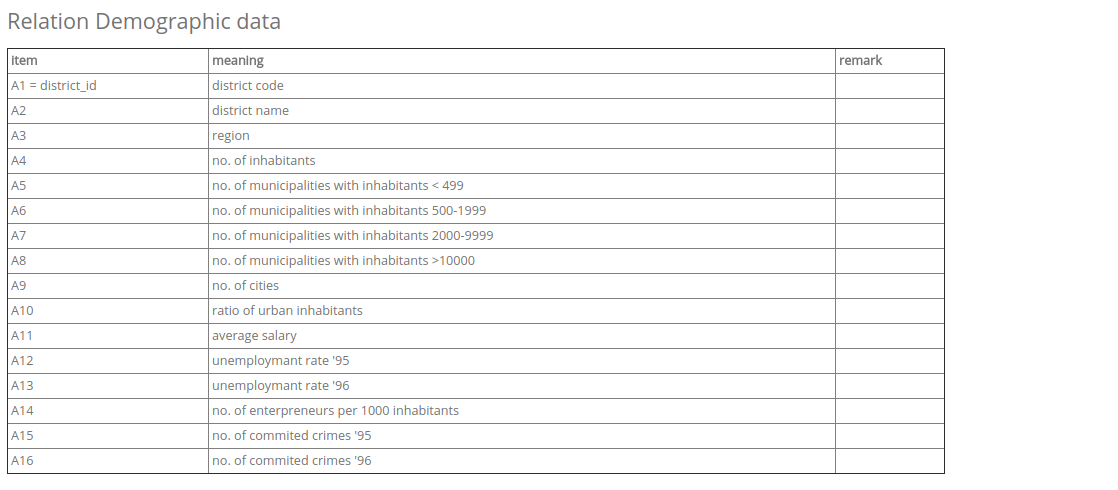 Relation Demographic data
item meaning remark
A1 = district_id district code
A2 district name
A3 region
A4 no. of inhabitants
A5 no. of municipalities with inhabitants < 499
A6 no. of municipalities with inhabitants 500-1999
A7 no. of municipalities with inhabitants 2000-9999
A8 no. of municipalities with inhabitants >10000
A9 no. of cities
A10 ratio of urban inhabitants
A11 average salary
A12 unemploymant rate '95
A13 unemploymant rate '96
A14 no. of enterpreneurs per 1000 inhabitants
A15 no. of commited crimes '95
A16 no. of commited crimes '96